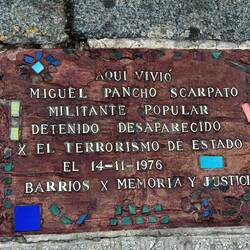 AQUI VIVIÓ
MIGUEL PANCHO SCARPATO
MILITANTE POPULAR
DETENIDO DESAPARECIDO
X EL TERRORISMO DE ESTADO
EL 14-11-1976
BARRIOS X MEMORIA Y JUSTICI